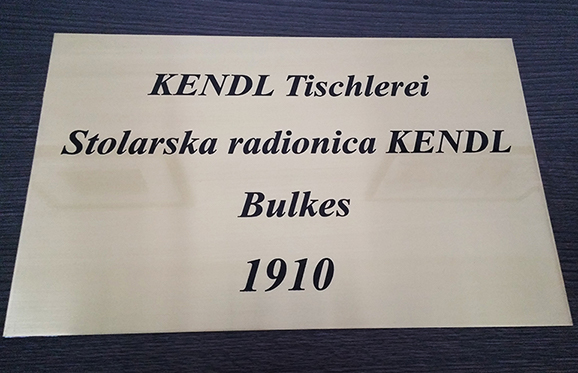 KENDL Tischlerei
Stolarska radionica KENDL
Bulkes
1910